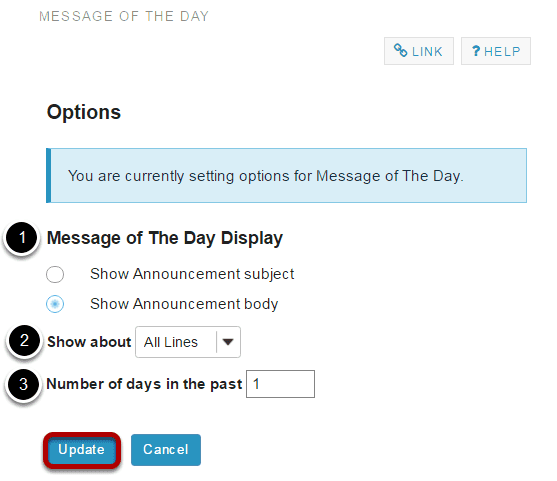 MESSAGE OF THE DAY
LINK ? HELP
Options
You are currently setting options for Message of The Day.
1 Message of The Day Display
Show Announcement subject
Show Announcement body
2 Show about All Lines
3 Number of days in the past 1
Update Cancel